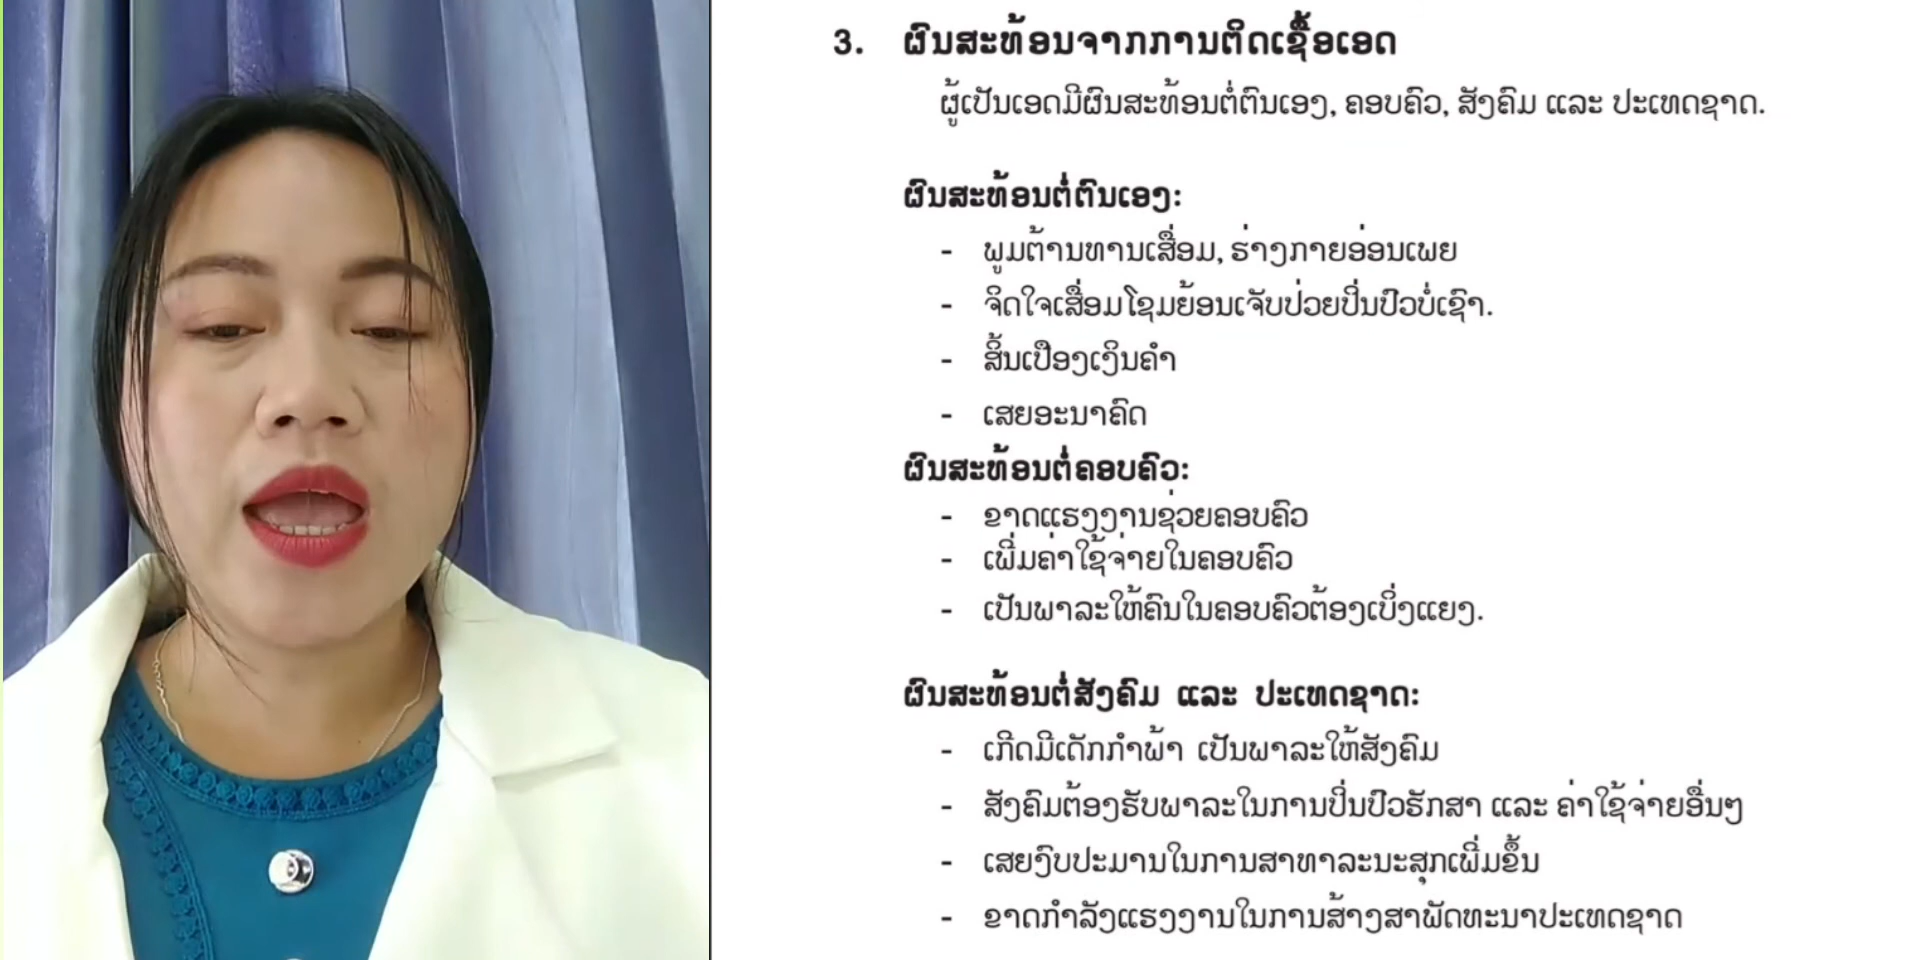 3. ຜົນສະທ້ອນຈາກການຕິດເຊື້ອເອດ
ຜູ້ເປັນເອດມີຜົນສະທ້ອນຕໍ່ຕົນເອງ, ຄອບຄົວ, ສັງຄົມ ແລະ ປະເທດຊາດ.
ຜົນສະທ້ອນຕໍ່ຕົນເອງ:
- ພູມຕ້ານທານເສື່ອມ, ຮ່າງກາຍອ່ອນເພຍ
- ຈິດໃຈເສື່ອມໂຊມຍ້ອນເຈັບປ່ວຍປິ່ນປົວບໍ່ເຊົາ.
- ສິ້ນເປືອງເງິນຄໍາ
- ເສຍອະນາຄົດ
ຜົນສະທ້ອນຕໍ່ຄອບຄົວ:
- ຂາດແຮງງານຊ່ວຍຄອບຄົວ
- ເພີ່ມຄ່າໃຊ້ຈ່າຍໃນຄອບຄົວ
- ເປັນພາລະໃຫ້ຄົນໃນຄອບຄົວຕ້ອງເບິ່ງແຍງ.
ຜົນສະທ້ອນຕໍ່ສັງຄົມ ແລະ ປະເທດຊາດ:
- ເກີດມີເດັກກໍາພ້າ ເປັນພາລະໃຫ້ສັງຄົມ
- ສັງຄົມຕ້ອງຮັບພາລະໃນການປິ່ນປົວຮັກສາ ແລະ ຄ່າໃຊ້ຈ່າຍອື່ນໆ
- ເສຍງົບປະມານໃນການສາທາລະນະສຸກເພີ່ມຂຶ້ນ
- ຂາດກໍາລັງແຮງງານໃນການສ້າງສາພັດທະນາປະເທດຊາດ